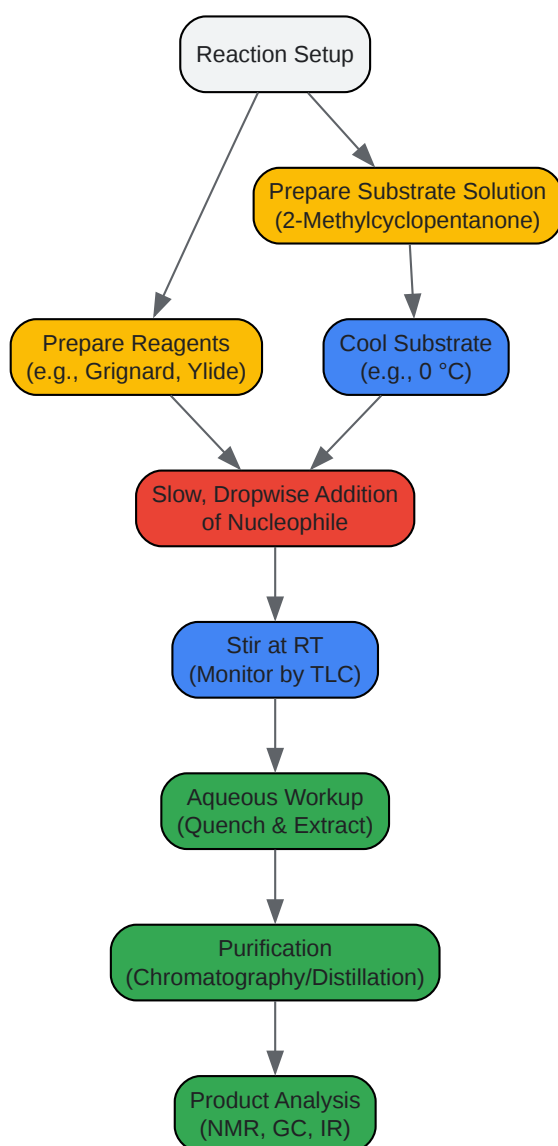 Reaction Setup
Prepare Substrate Solution
(2-Methylcyclopentanone)
Prepare Reagents
(e.g., Grignard, Ylide)
Cool Substrate
(e.g., 0 °C)
Slow, Dropwise Addition
of Nucleophile
Stir at RT
(Monitor by TLC)
Aqueous Workup
(Quench & Extract)
Purification
(Chromatography/Distillation)
Product Analysis
(NMR, GC, IR)